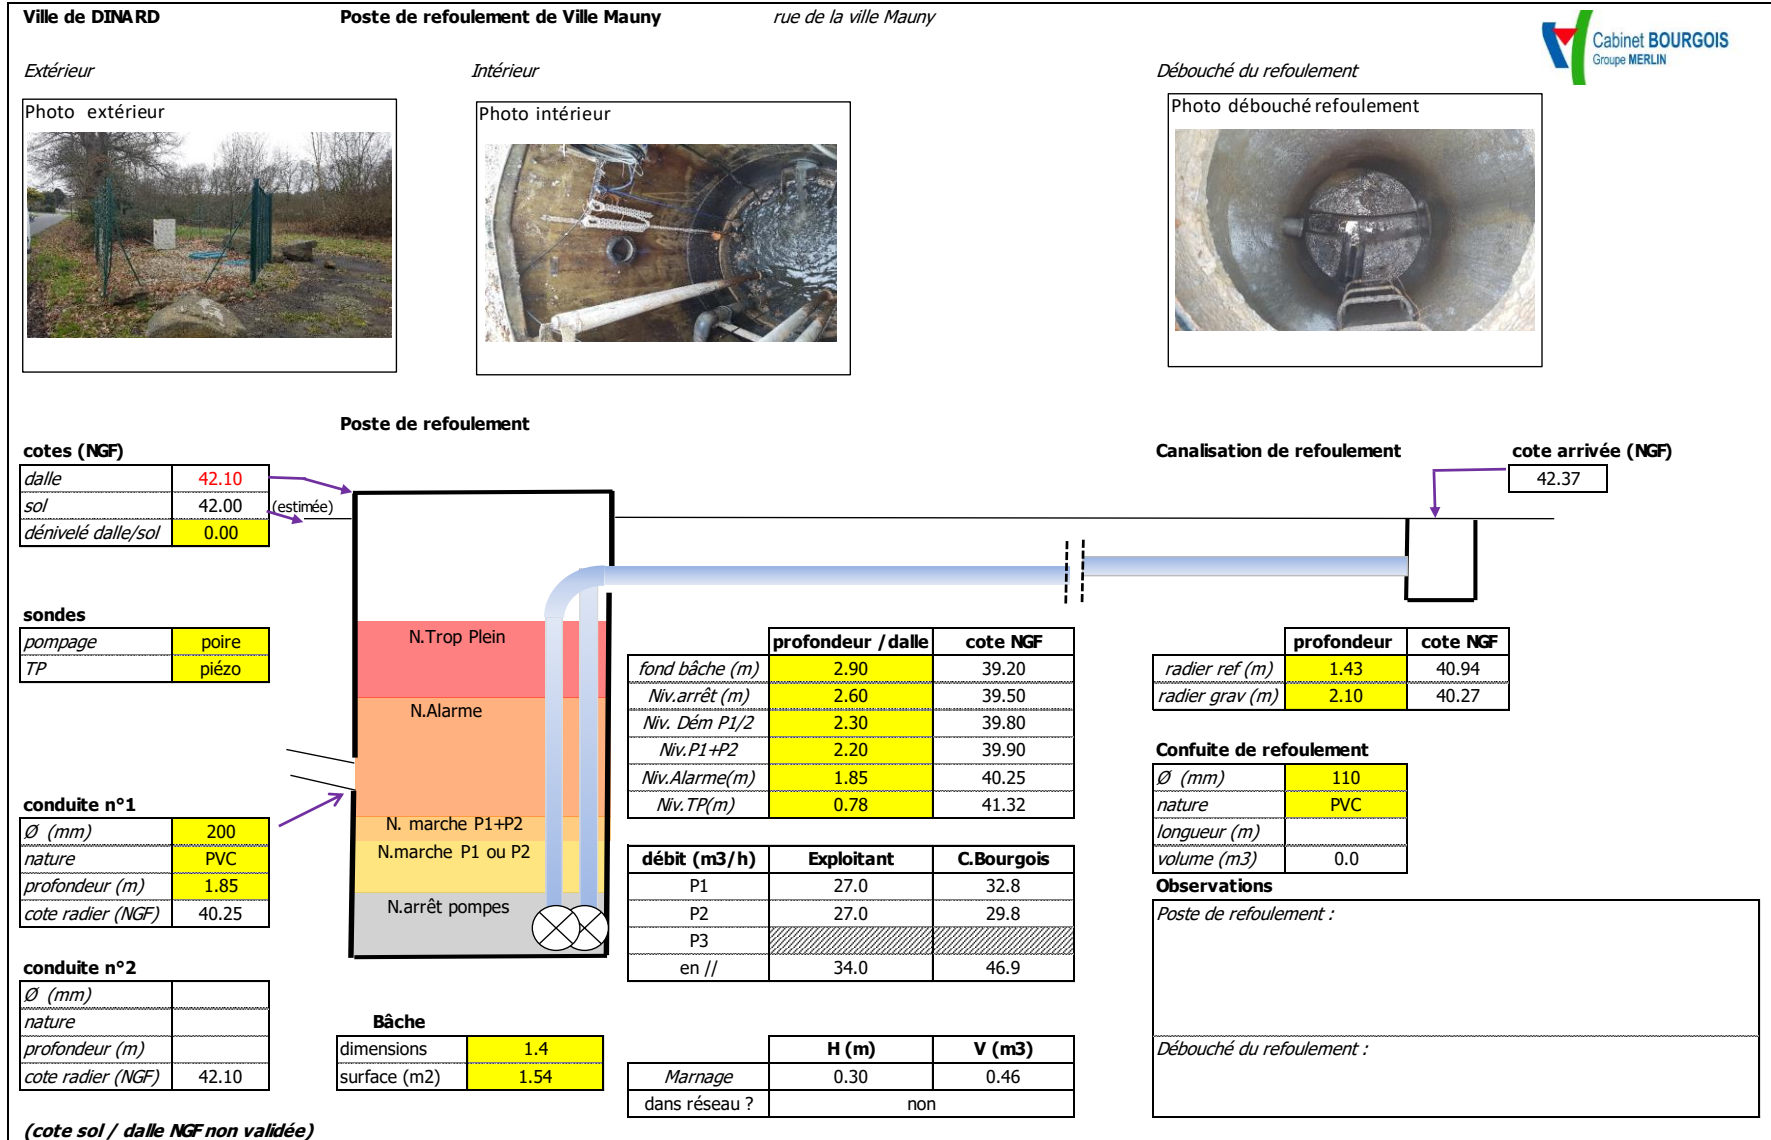 Ville de DINARD Poste de refoulement de Ville Mauny rue de la ville Mauny
Cabinet BOURGOIS
Groupe MERLIN
Extérieur Intérieur Débouché du refoulement
Photo extérieur Photo intérieur Photo débouché refoulement
Poste de refoulement
cotes (NGF) Canalisation de refoulement cote arrivée (NGF)
dalle 42.10 42.37
sol 42.00 (estimée)
dénivelé dalle/sol 0.00
sondes
pompage poire
TP piézo
N.Trop Plein
N.Alarme
N. marche P1+P2
N.marche P1 ou P2
N.arrêt pompes
profondeur / dalle cote NGF
fond bâche (m) 2.90 39.20
Niv.arrêt (m) 2.60 39.50
Niv. Dém P1/2 2.30 39.80
Niv.P1+P2 2.20 39.90
Niv.Alarme(m) 1.85 40.25
Niv.TP(m) 0.78 41.32
profondeur cote NGF
radier ref (m) 1.43 40.94
radier grav (m) 2.10 40.27
Confuite de refoulement
Ø (mm) 110
nature PVC
longueur (m)
volume (m3) 0.0
conduite n°1
Ø (mm) 200
nature PVC
profondeur (m) 1.85
cote radier (NGF) 40.25
débit (m3/h) Exploitant C.Bourgois
P1 27.0 32.8
P2 27.0 29.8
P3
en // 34.0 46.9
Observations
Poste de refoulement :
Débouché du refoulement :
conduite n°2
Ø (mm)
nature
profondeur (m)
cote radier (NGF) 42.10
Bâche
dimensions 1.4
surface (m2) 1.54
H (m) V (m3)
Marnage 0.30 0.46
dans réseau ? non
(cote sol / dalle NGF non validée)